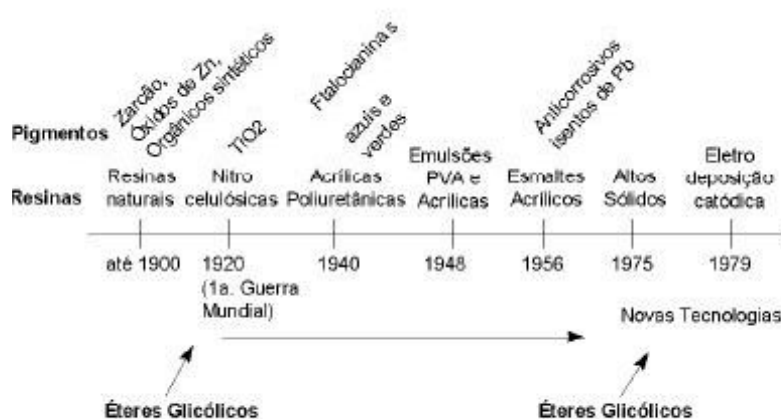 Zarcão,
Óxidos de Zn,
Orgânicos sintéticos
TiO2
Ftalocianinas
azuis e
verdes
Anticorrosivos
isentos de Pb
Pigmentos
Resinas
Resinas
naturais
Nitro
celulósicas
Acrílicas
Poliuretânicas
Emulsões
PVA e
Acrílicas
Esmaltes
Acrílicos
Altos
Sólidos
Eletro
deposição
catódica
até 1900
1920
(1a. Guerra
Mundial)
1940
1948
1956
1975
1979
Novas Tecnologias
Éteres Glicólicos
Éteres Glicólicos